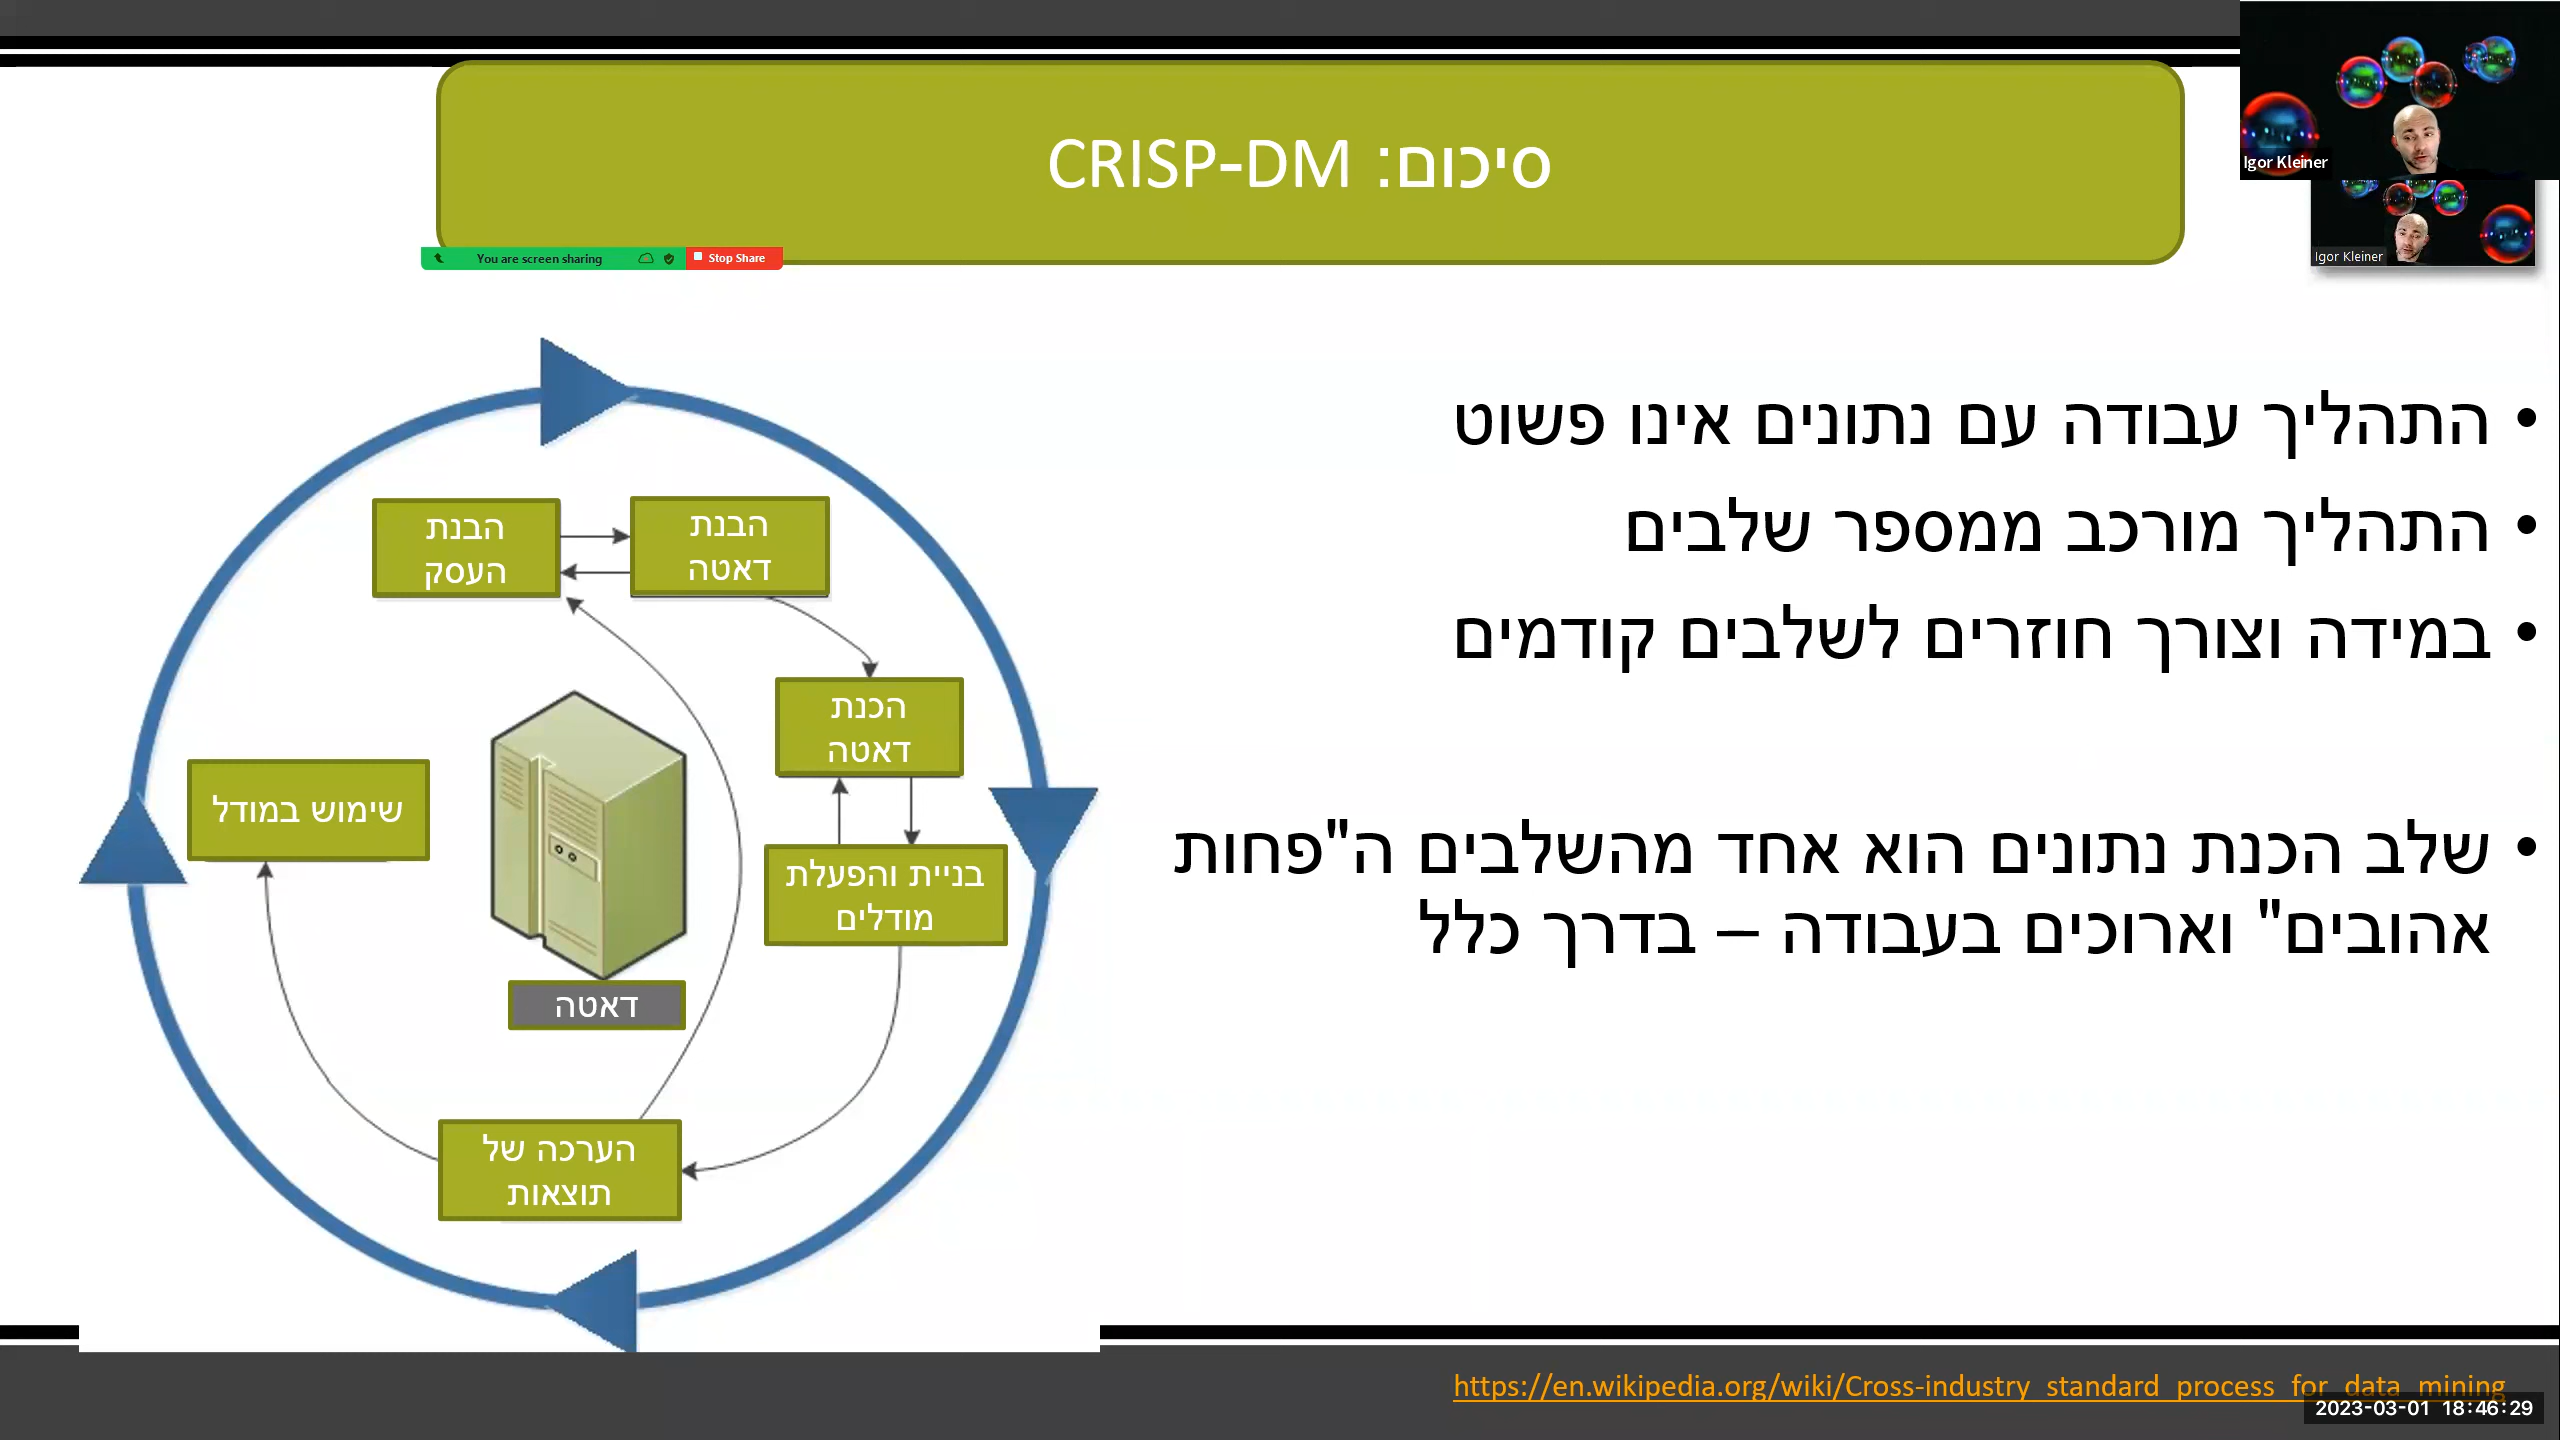 סיכום: CRISP-DM
Igor Kleiner
Igor Kleiner
You are screen sharing
Stop Share
• התהליך עבודה עם נתונים אינו פשוט
• התהליך מורכב ממספר שלבים
• במידה וצורך חוזרים לשלבים קודמים
• שלב הכנת נתונים הוא אחד מהשלבים ה"פחות
אהובים" וארוכים בעבודה – בדרך כלל
הבנת
העסק
הבנת
דאטה
הכנת
דאטה
בניית והפעלת
מודלים
שימוש במודל
דאטה
הערכה של
תוצאות
https://en.wikipedia.org/wiki/Cross-industry_standard_process_for_data_mining
2023-03-01 18:46:29